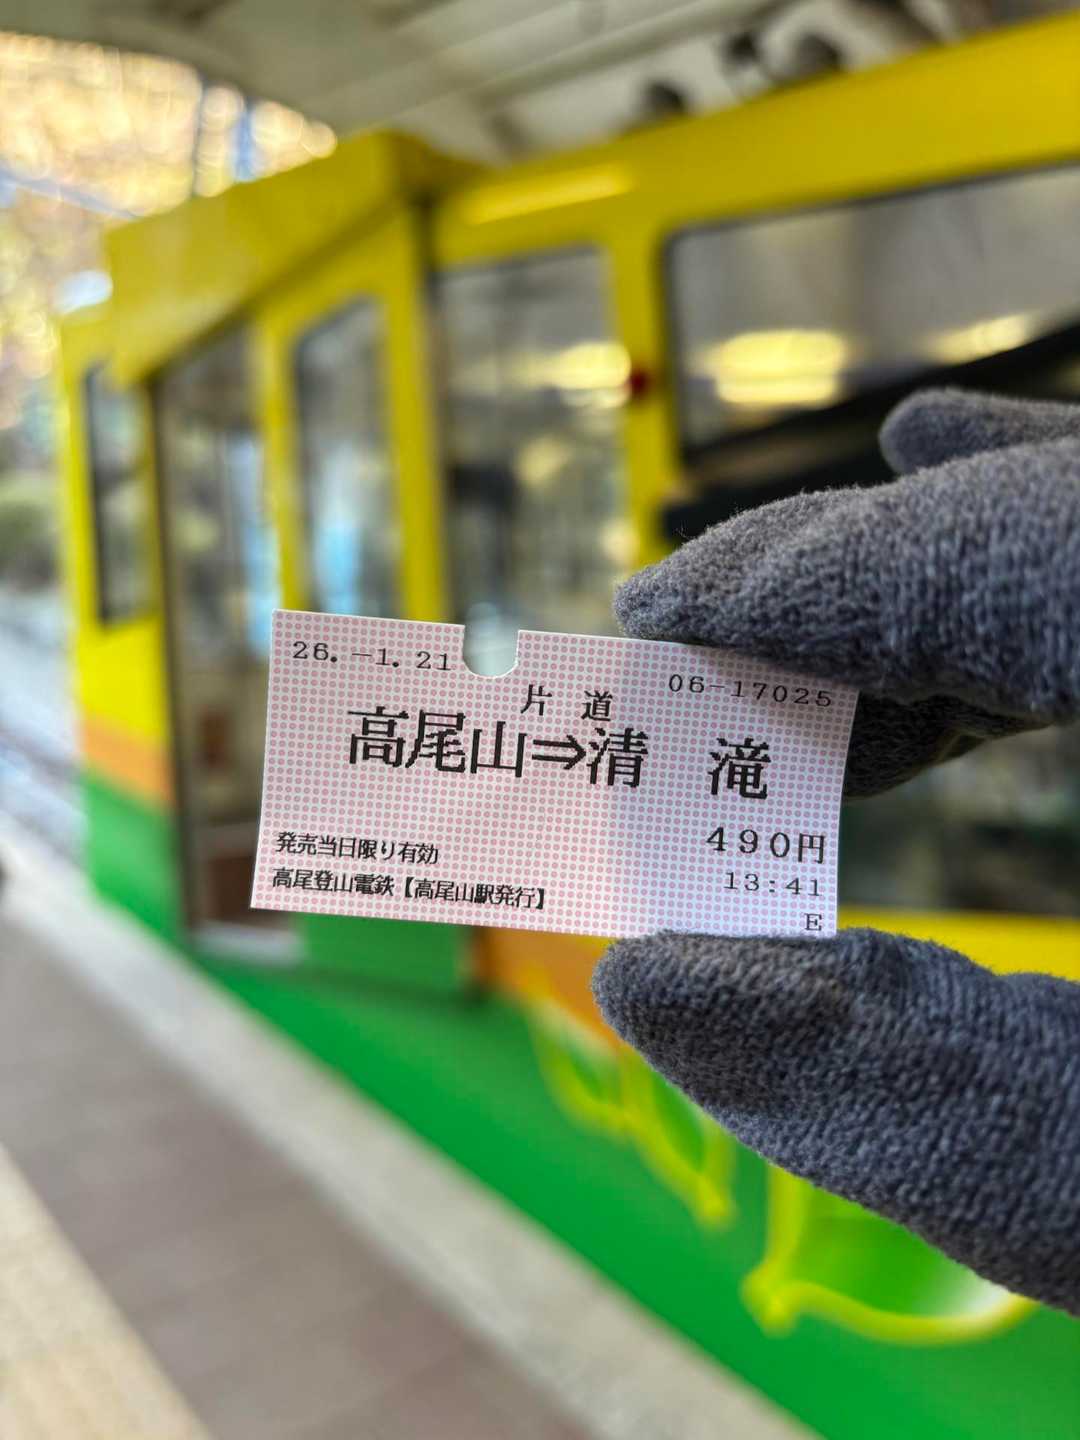 26.-1.21
06-17025
片道
高尾山⇒清 滝
490円
発売当日限り有効
13:41
高尾登山電鉄【高尾山駅発行】
E